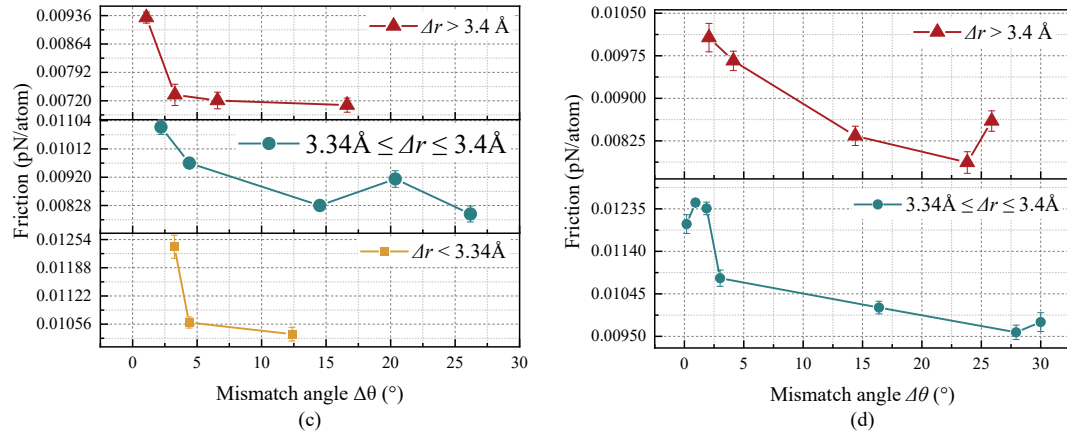 Friction (pN/atom)
0.00936
0.00864
0.00792
0.00720
Δr > 3.4 Å
0.01104
0.01012
0.00920
0.00828
3.34Å ≤ Δr ≤ 3.4Å
0.01254
0.01188
0.01122
0.01056
Δr < 3.34Å
0 5 10 15 20 25 30
Mismatch angle Δθ (°)
(c)
Friction (pN/atom)
0.01050
0.00975
0.00900
0.00825
Δr > 3.4 Å
0.01235
0.01140
0.01045
0.00950
3.34Å ≤ Δr ≤ 3.4Å
0 5 10 15 20 25 30
Mismatch angle Δθ (°)
(d)